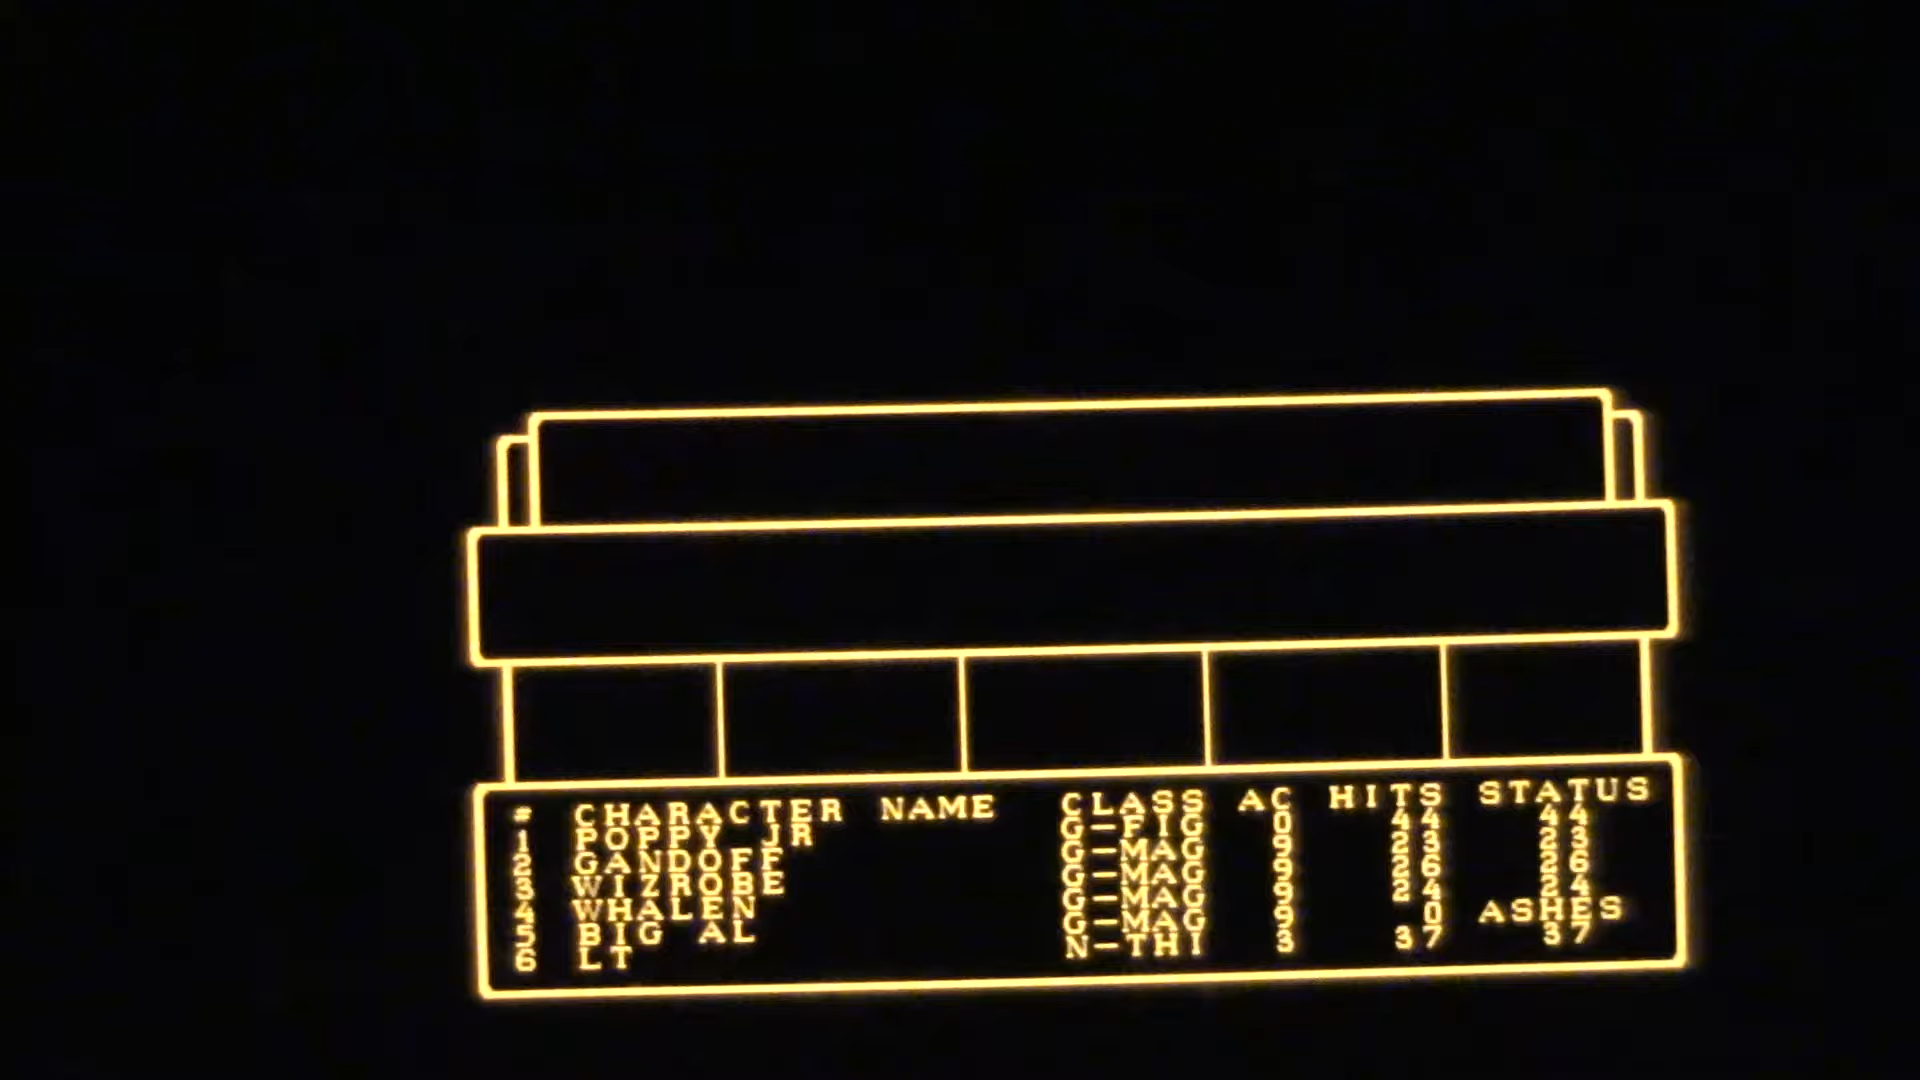 # CHARACTER NAME CLASS AC HITS STATUS
1 POPPY JR G-FIG 0 44 44
2 GANDOFF G-MAG 9 23 23
3 WIZROBE G-MAG 9 26 26
4 WHALEN G-MAG 9 24 24
5 BIG AL G-MAG 9 0 ASHES
6 LT N-THI 3 37 37